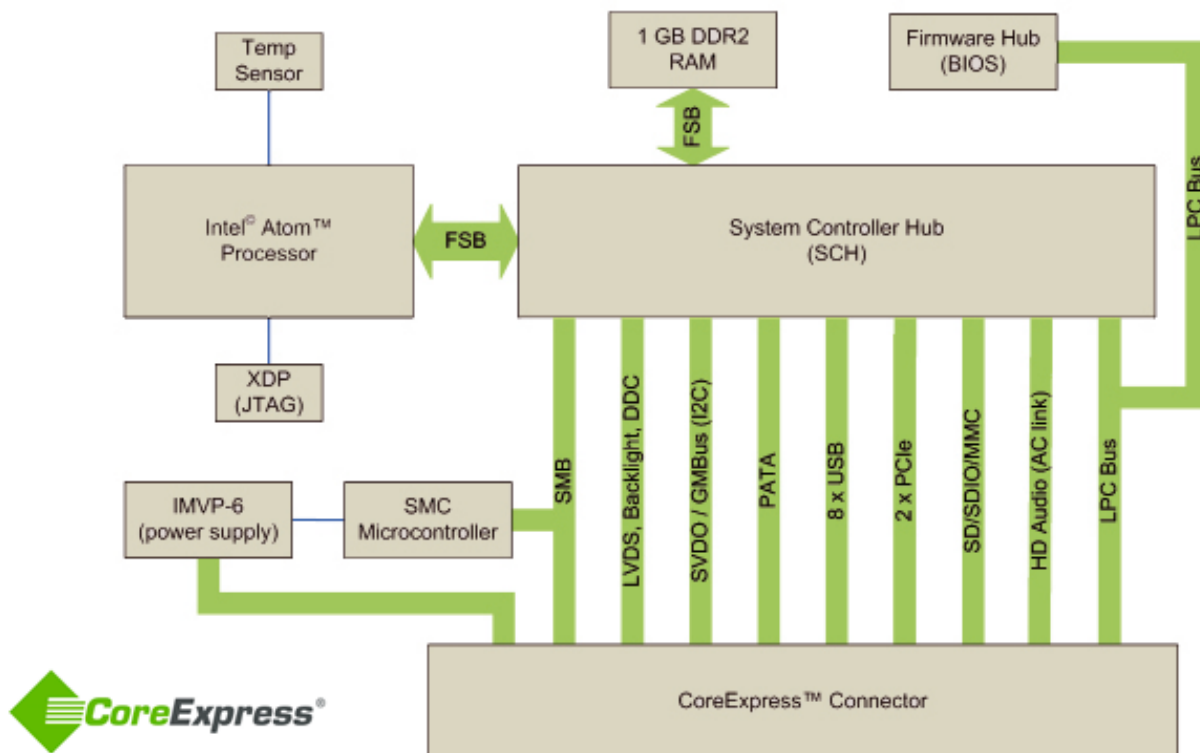 Temp
Sensor
1 GB DDR2
RAM
Firmware Hub
(BIOS)
FSB
LPC Bus
Intel© Atom™
Processor
FSB
System Controller Hub
(SCH)
XDP
(JTAG)
SMB
LVDS, Backlight, DDC
SVDO / GMBus (I2C)
PATA
8 x USB
2 x PCIe
SD/SDIO/MMC
HD Audio (AC link)
LPC Bus
IMVP-6
(power supply)
SMC
Microcontroller
CoreExpress™ Connector
CoreExpress®